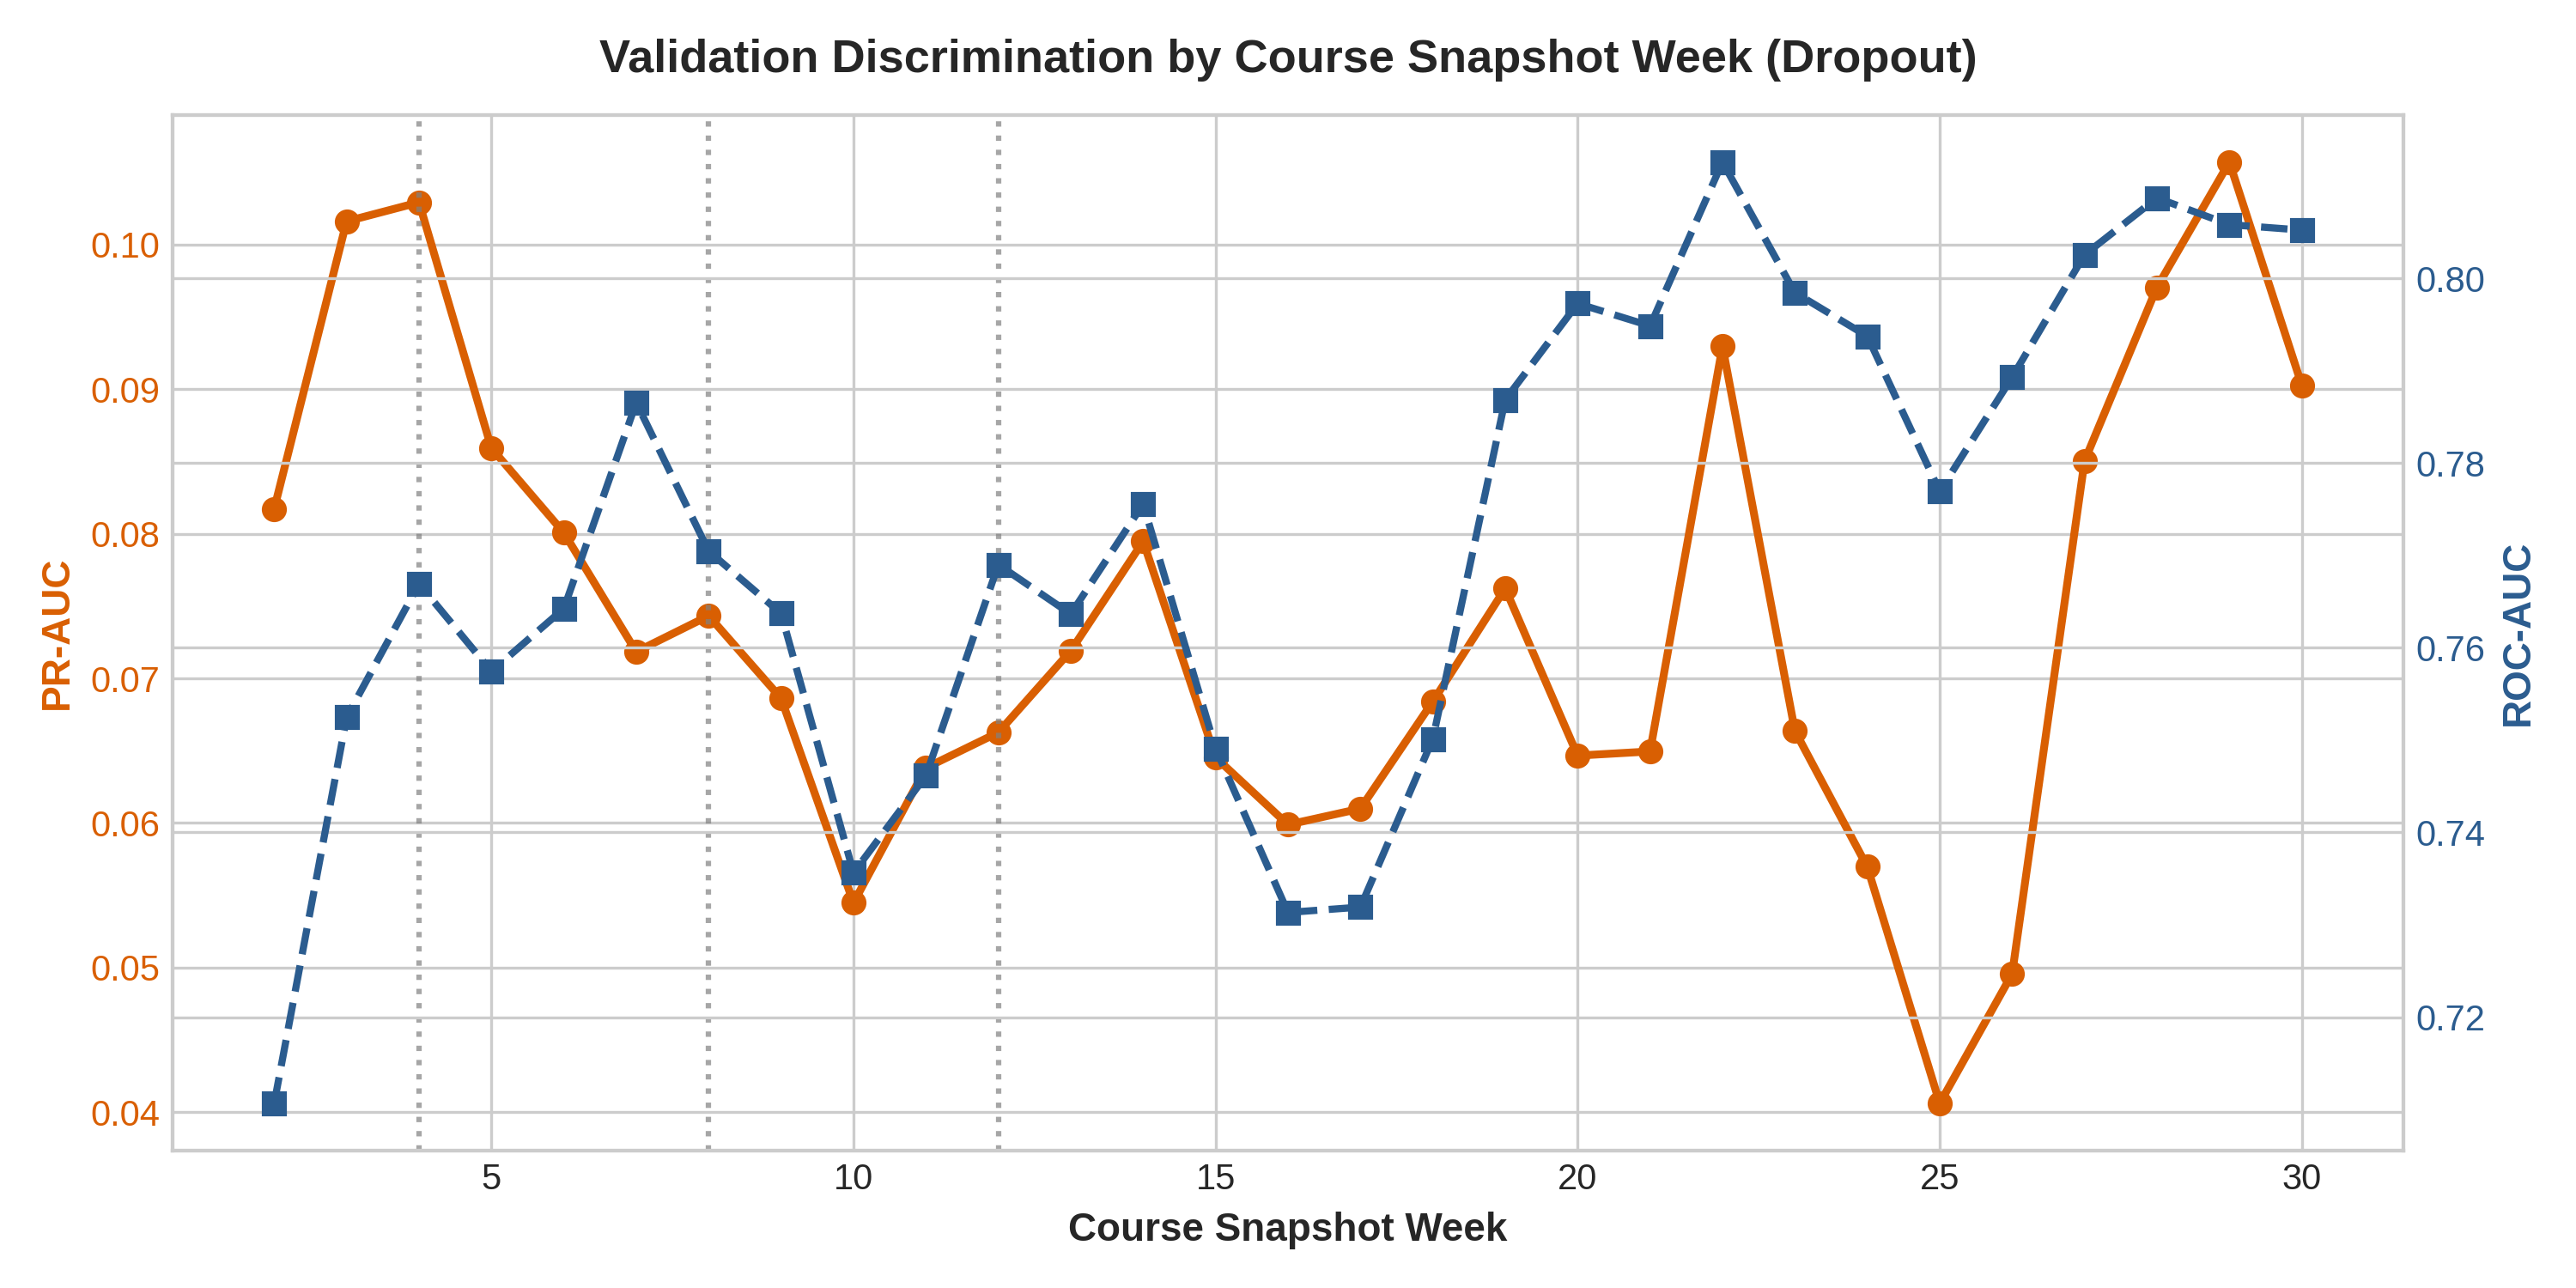 Validation Discrimination by Course Snapshot Week (Dropout)
0.10
0.09
0.08
0.07
0.06
0.05
0.04
PR-AUC
0.80
0.78
0.76
0.74
0.72
ROC-AUC
5 10 15 20 25 30
Course Snapshot Week